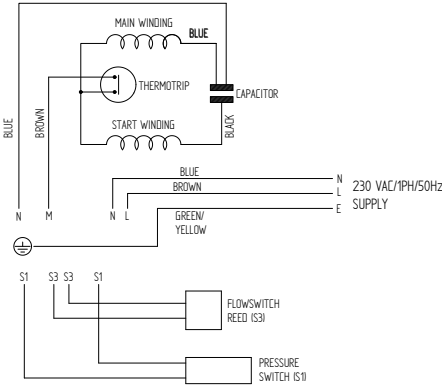 MAIN WINDING
BLUE
THERMOTRIP
CAPACITOR
START WINDING
BLUE
BROWN
BLACK
BLUE
N
BROWN
L
230 VAC/1PH/50Hz
SUPPLY
N M N L
GREEN/
YELLOW
E
S1 S3 S3 S1
FLOWSWITCH
REED (S3)
PRESSURE
SWITCH (S1)